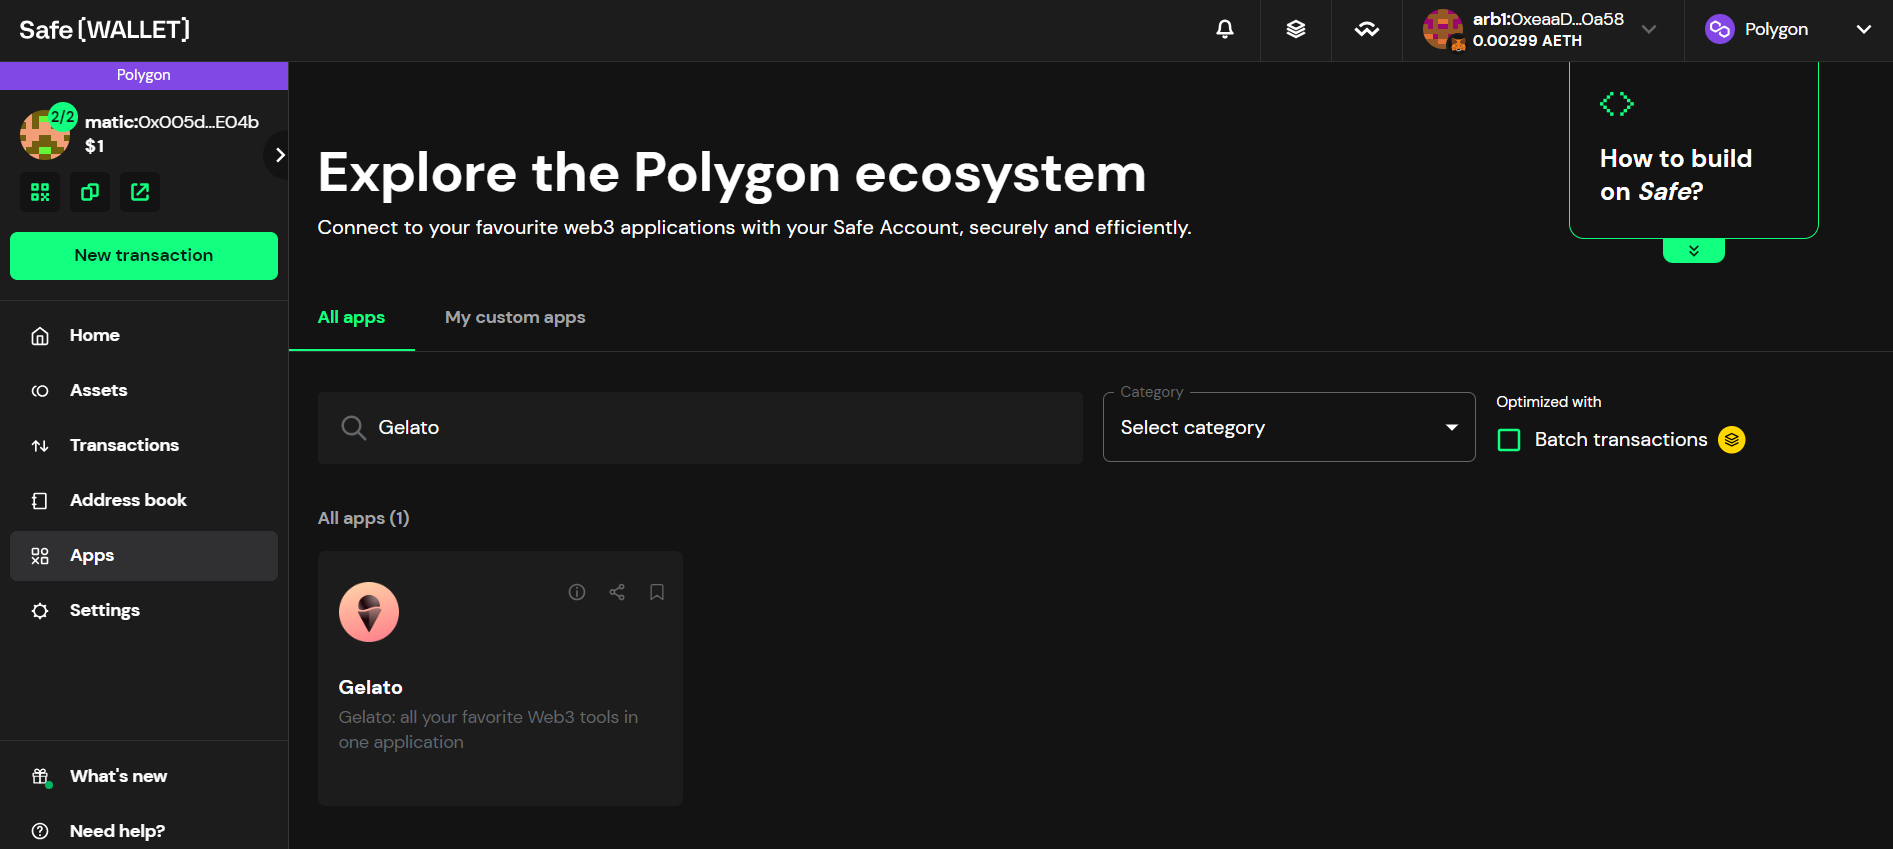 Safe [WALLET]
arb1:0xeaaD...0a58
0.00299 AETH
Polygon
Polygon
2/2
matic:0x005d...E04b
$1
New transaction
Home
Assets
Transactions
Address book
Apps
Settings
What's new
Need help?
Explore the Polygon ecosystem
Connect to your favourite web3 applications with your Safe Account, securely and efficiently.
How to build
on Safe?
All apps
My custom apps
Gelato
Category
Select category
Optimized with
Batch transactions
All apps (1)
Gelato
Gelato: all your favorite Web3 tools in
one application